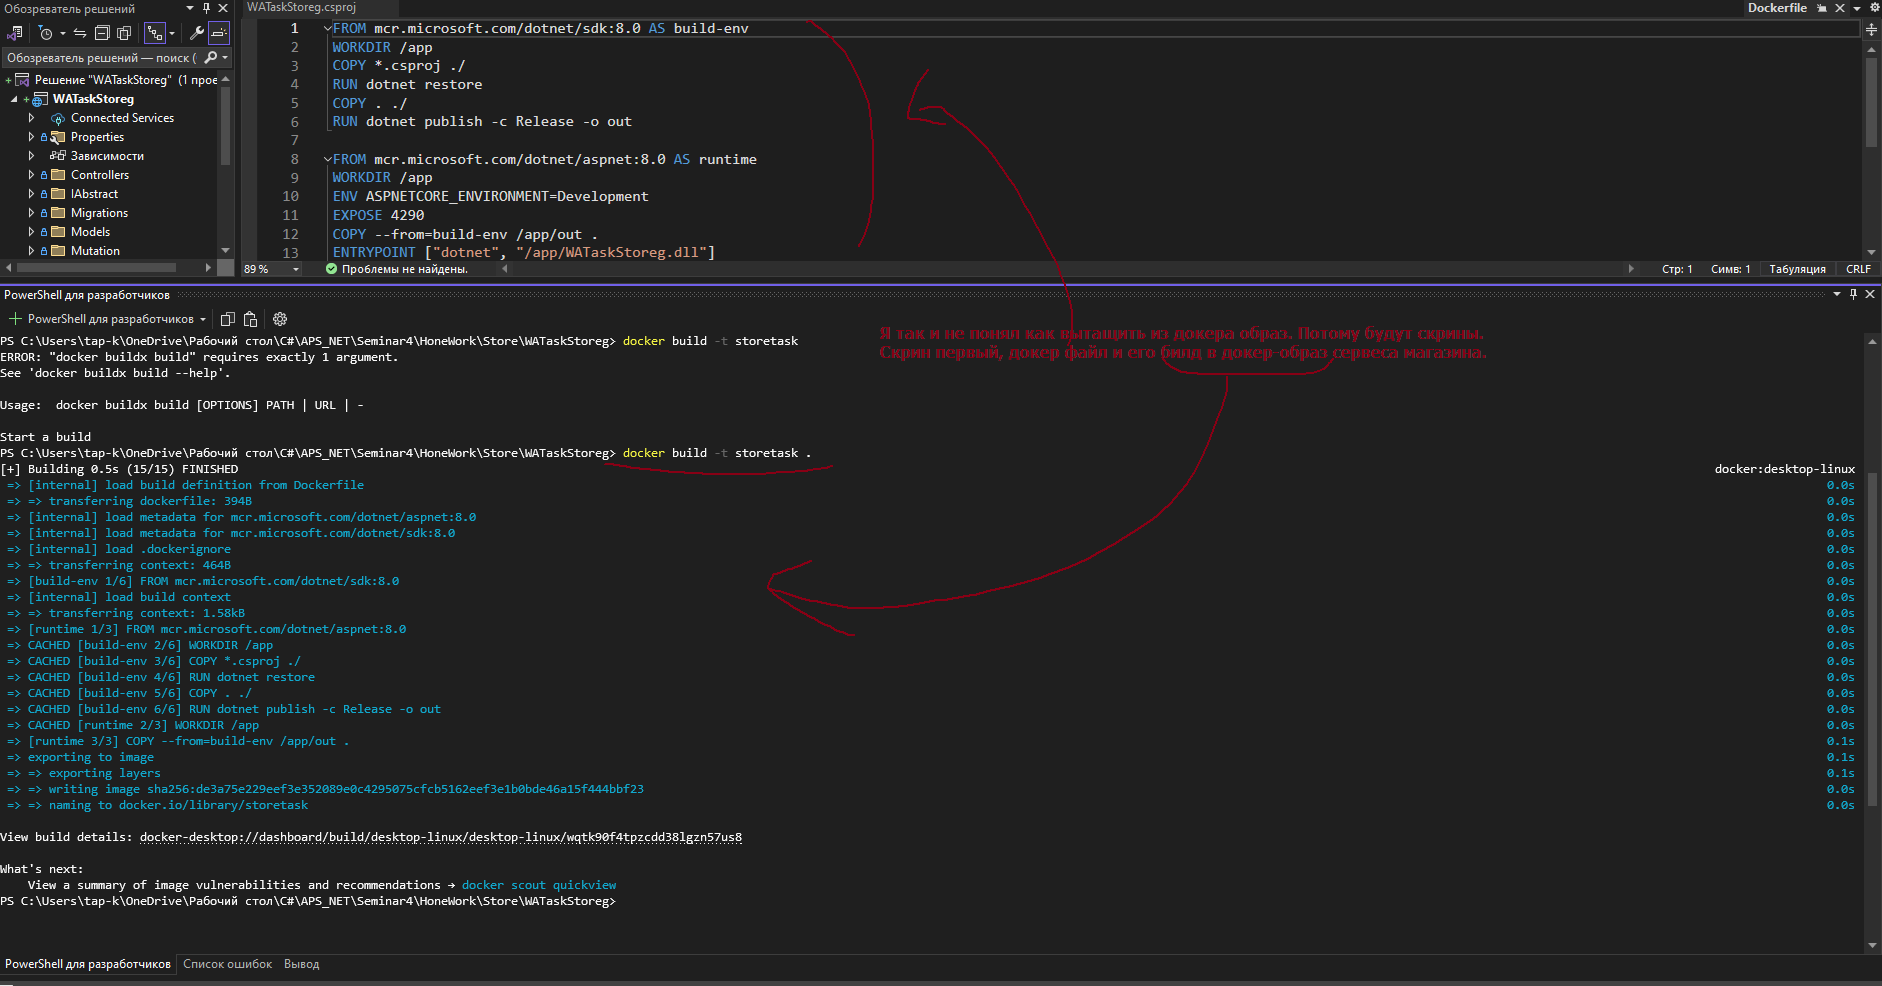 Обозреватель решений
WATaskStoreg.csproj
Dockerfile
Обозреватель решений — поиск (
Решение "WATaskStoreg" (1 прое
WATaskStoreg
Connected Services
Properties
Зависимости
Controllers
IAbstract
Migrations
Models
Mutation
1 FROM mcr.microsoft.com/dotnet/sdk:8.0 AS build-env
2 WORKDIR /app
3 COPY *.csproj ./
4 RUN dotnet restore
5 COPY . ./
6 RUN dotnet publish -c Release -o out
7
8 FROM mcr.microsoft.com/dotnet/aspnet:8.0 AS runtime
9 WORKDIR /app
10 ENV ASPNETCORE_ENVIRONMENT=Development
11 EXPOSE 4290
12 COPY --from=build-env /app/out .
13 ENTRYPOINT ["dotnet", "/app/WATaskStoreg.dll"]
89 % Проблемы не найдены. Стр: 1 Симв: 1 Табуляция CRLF
PowerShell для разработчиков
PowerShell для разработчиков
Я так и не понял как вытащить из докера образ. Потому будут скрины.
Скрин первый, докер файл и его билд в докер-образ сервеса магазина.
PS C:\Users\tap-k\OneDrive\Рабочий стол\C#\APS_NET\Seminar4\HoneWork\Store\WATaskStoreg> docker build -t storetask
ERROR: "docker buildx build" requires exactly 1 argument.
See 'docker buildx build --help'.
Usage:  docker buildx build [OPTIONS] PATH | URL | -
Start a build
PS C:\Users\tap-k\OneDrive\Рабочий стол\C#\APS_NET\Seminar4\HoneWork\Store\WATaskStoreg> docker build -t storetask .
[+] Building 0.5s (15/15) FINISHED docker:desktop-linux
=> [internal] load build definition from Dockerfile 0.0s
=> => transferring dockerfile: 394B 0.0s
=> [internal] load metadata for mcr.microsoft.com/dotnet/aspnet:8.0 0.0s
=> [internal] load metadata for mcr.microsoft.com/dotnet/sdk:8.0 0.0s
=> [internal] load .dockerignore 0.0s
=> => transferring context: 464B 0.0s
=> [build-env 1/6] FROM mcr.microsoft.com/dotnet/sdk:8.0 0.0s
=> [internal] load build context 0.0s
=> => transferring context: 1.58kB 0.0s
=> [runtime 1/3] FROM mcr.microsoft.com/dotnet/aspnet:8.0 0.0s
=> CACHED [build-env 2/6] WORKDIR /app 0.0s
=> CACHED [build-env 3/6] COPY *.csproj ./ 0.0s
=> CACHED [build-env 4/6] RUN dotnet restore 0.0s
=> CACHED [build-env 5/6] COPY . ./ 0.0s
=> CACHED [build-env 6/6] RUN dotnet publish -c Release -o out 0.0s
=> CACHED [runtime 2/3] WORKDIR /app 0.0s
=> [runtime 3/3] COPY --from=build-env /app/out . 0.1s
=> exporting to image 0.1s
=> => exporting layers 0.1s
=> => writing image sha256:de3a75e229eef3e352089e0c4295075cfcb5162eef3e1b0bde46a15f444bbf23 0.0s
=> => naming to docker.io/library/storetask 0.0s
View build details: docker-desktop://dashboard/build/desktop-linux/desktop-linux/wqtk90f4tpzcdd38lgzn57us8
What's next:
View a summary of image vulnerabilities and recommendations → docker scout quickview
PS C:\Users\tap-k\OneDrive\Рабочий стол\C#\APS_NET\Seminar4\HoneWork\Store\WATaskStoreg>
PowerShell для разработчиков Список ошибок Вывод